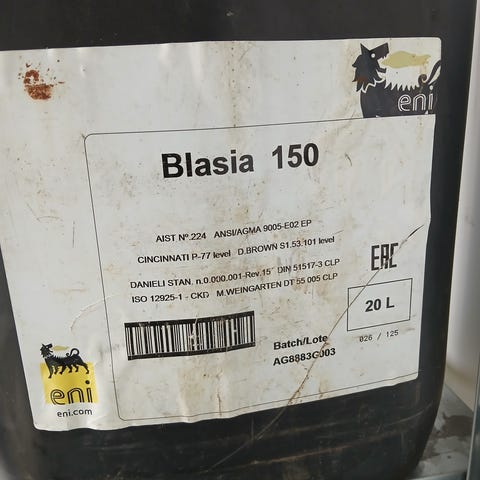 eni
Blasia 150
AIST Nº.224 ANSI/AGMA 9005-E02 EP
CINCINNATI P-77 level D.BROWN S1.53.101 level
DANIELI STAN. n.0.000.001-Rev.15 DIN 51517-3 CLP
ISO 12925-1 - CKD M.WEINGARTEN DT 55 005 CLP
EAC
20 L
Batch/Lote
AG8883G003
026 / 125
eni
eni.com